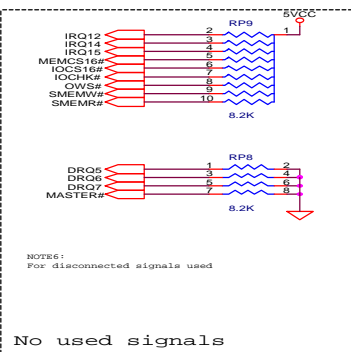 5VCC
RP9
IRQ12 2 1
IRQ14 3
IRQ15 4
MEMCS16# 5
IOCS16# 6
IOCHK# 7
OWS# 8
SMEMW# 9
SMEMR# 10
8.2K
RP8
DRQ5 1 2
DRQ6 3 4
DRQ7 5 6
MASTER# 7 8
8.2K
NOTE6:
For disconnected signals used
No used signals